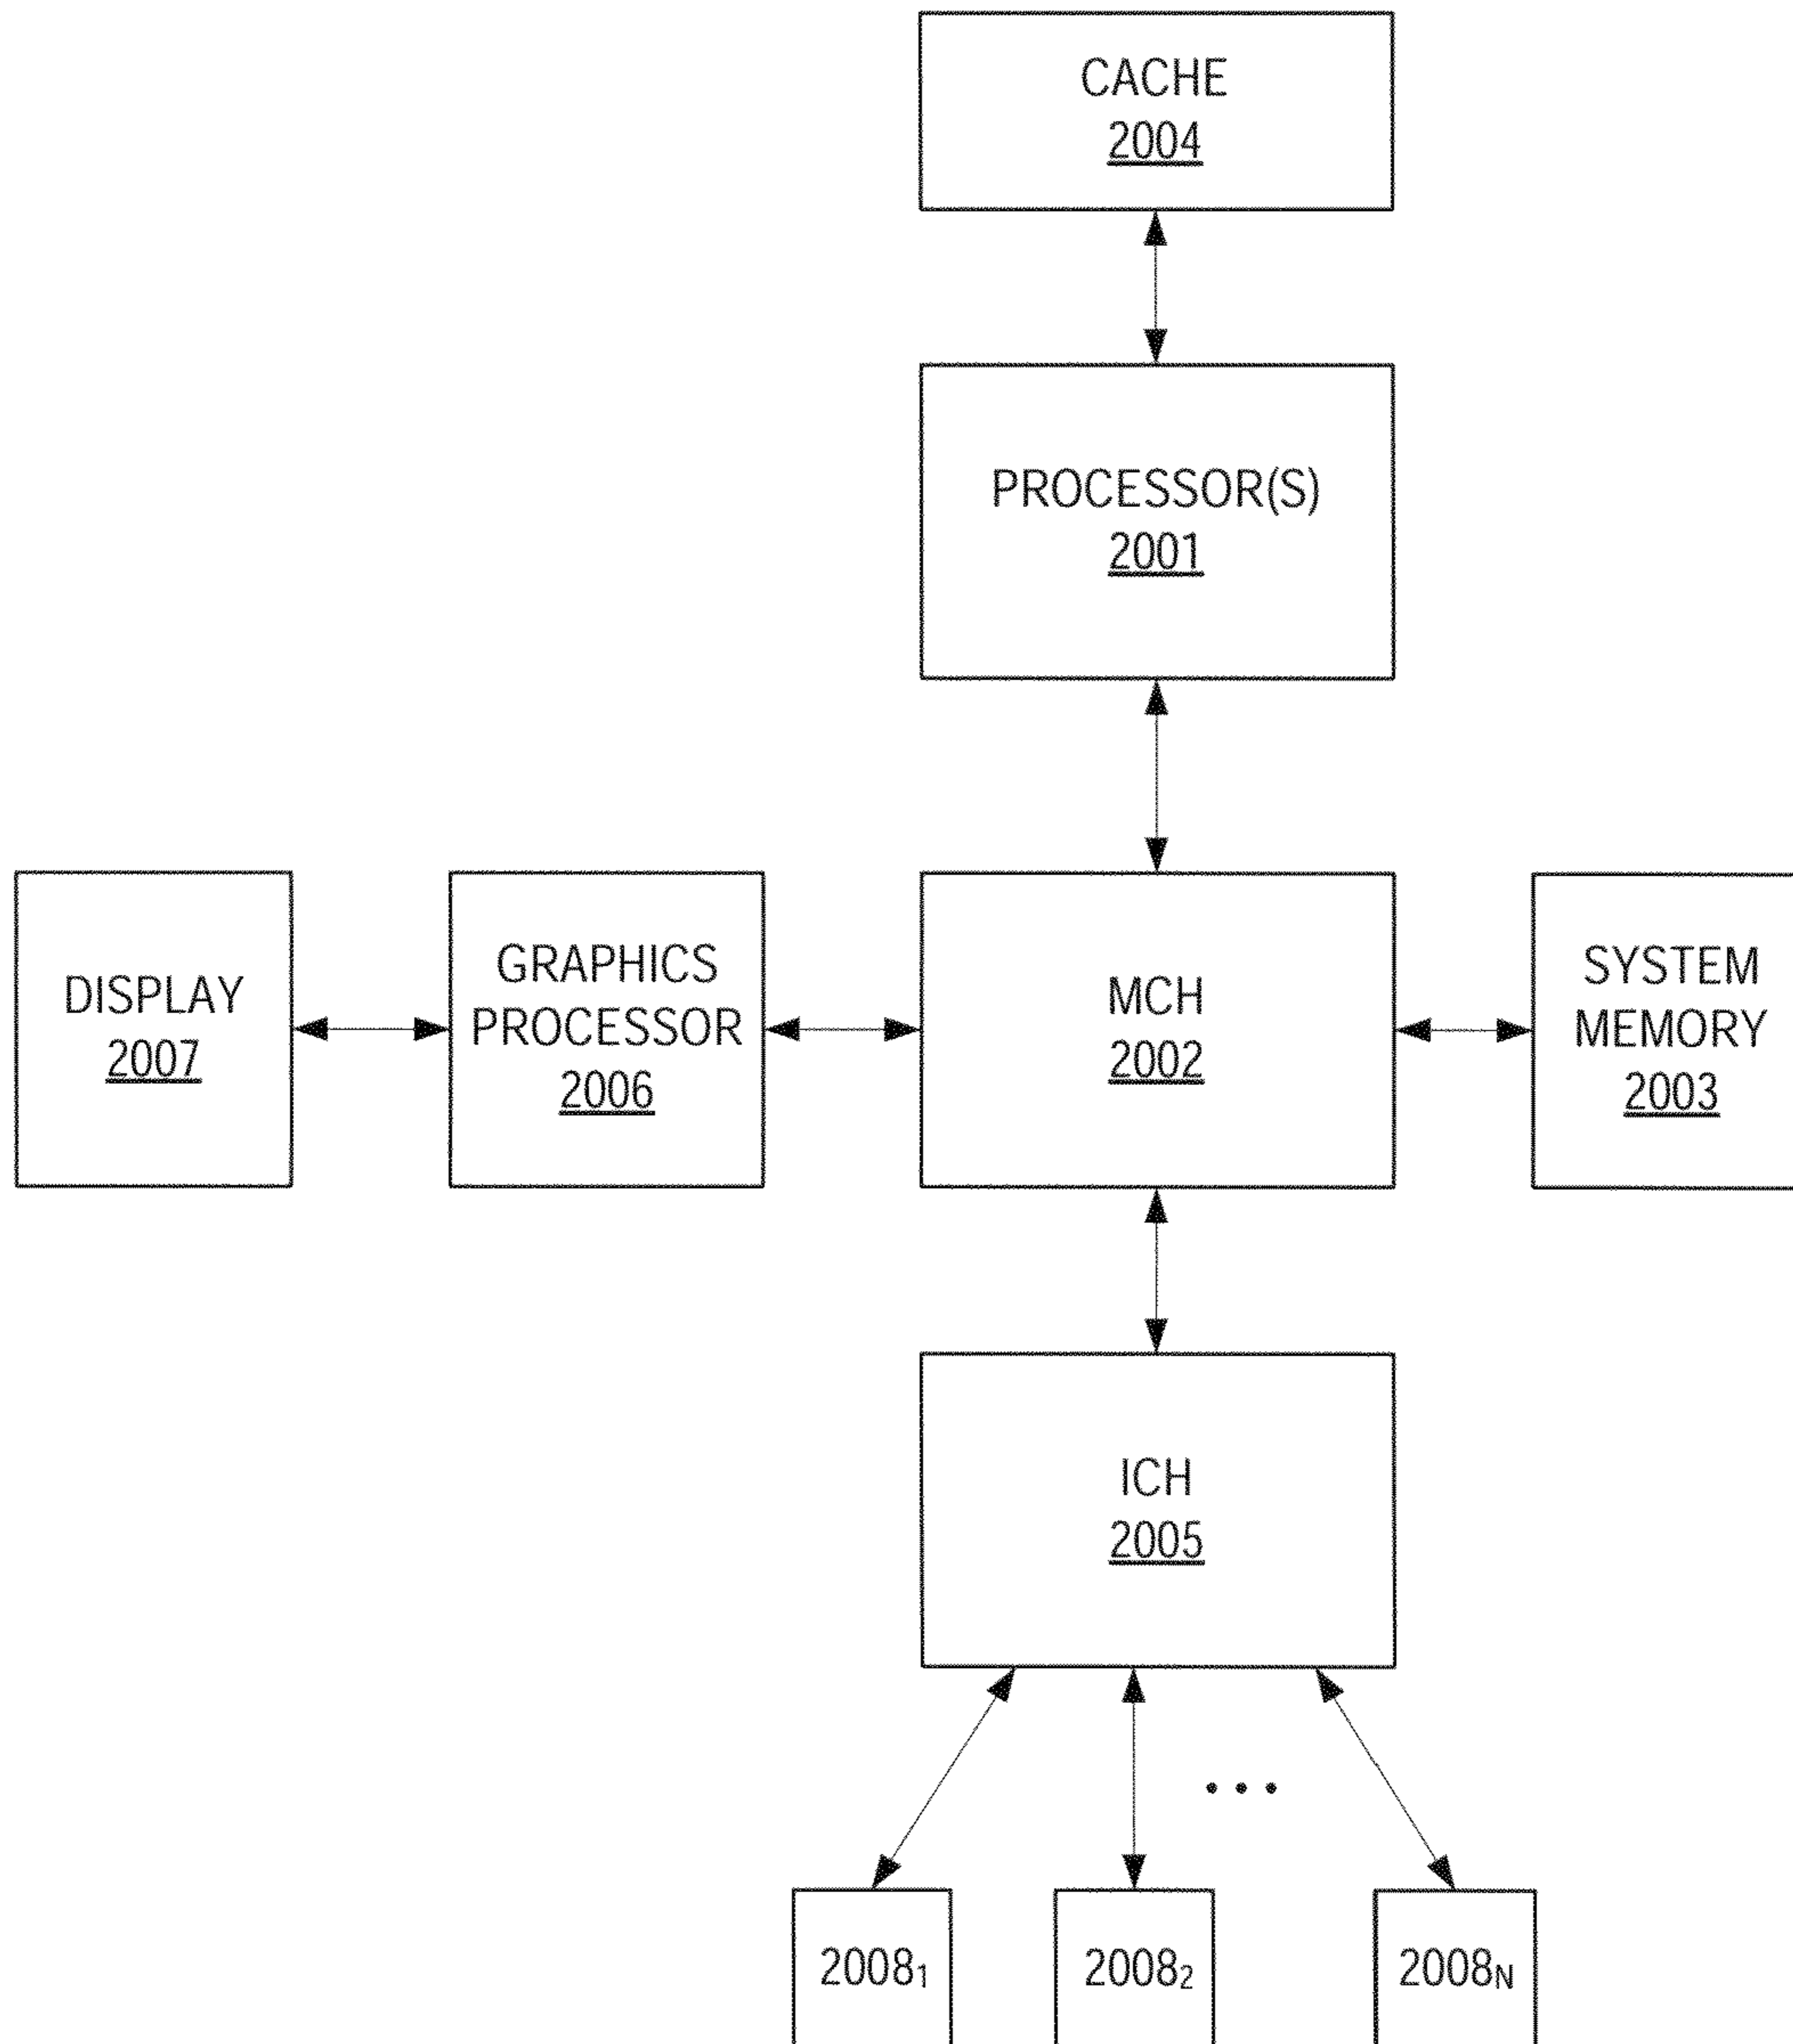 CACHE
2004
PROCESSOR(S)
2001
DISPLAY
2007
GRAPHICS
PROCESSOR
2006
MCH
2002
SYSTEM
MEMORY
2003
ICH
2005
...
2008₁
2008₂
2008N